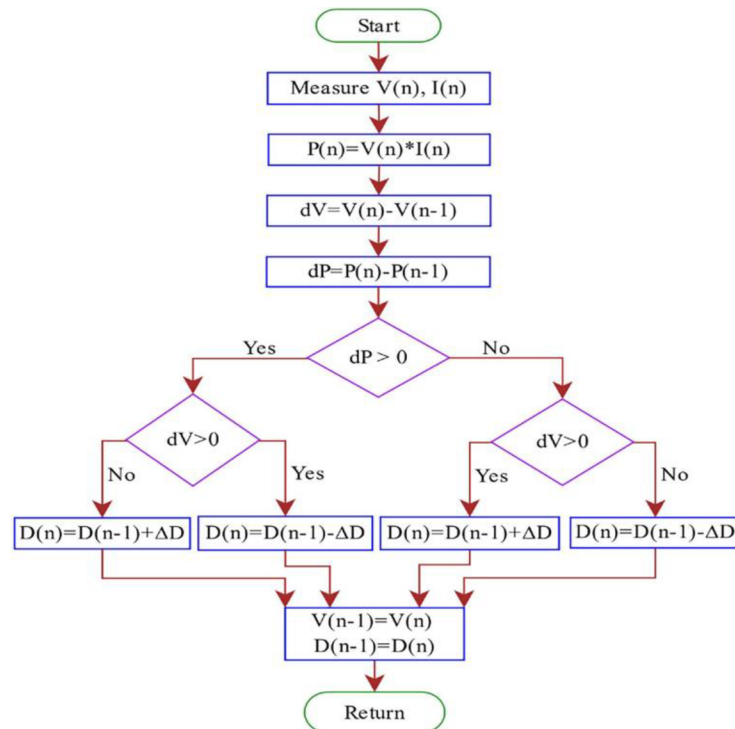 Start
Measure V(n), I(n)
P(n)=V(n)*I(n)
dV=V(n)-V(n-1)
dP=P(n)-P(n-1)
Yes
dP > 0
No
dV>0
dV>0
No
Yes
Yes
No
D(n)=D(n-1)+ΔD
D(n)=D(n-1)-ΔD
D(n)=D(n-1)+ΔD
D(n)=D(n-1)-ΔD
V(n-1)=V(n)
D(n-1)=D(n)
Return